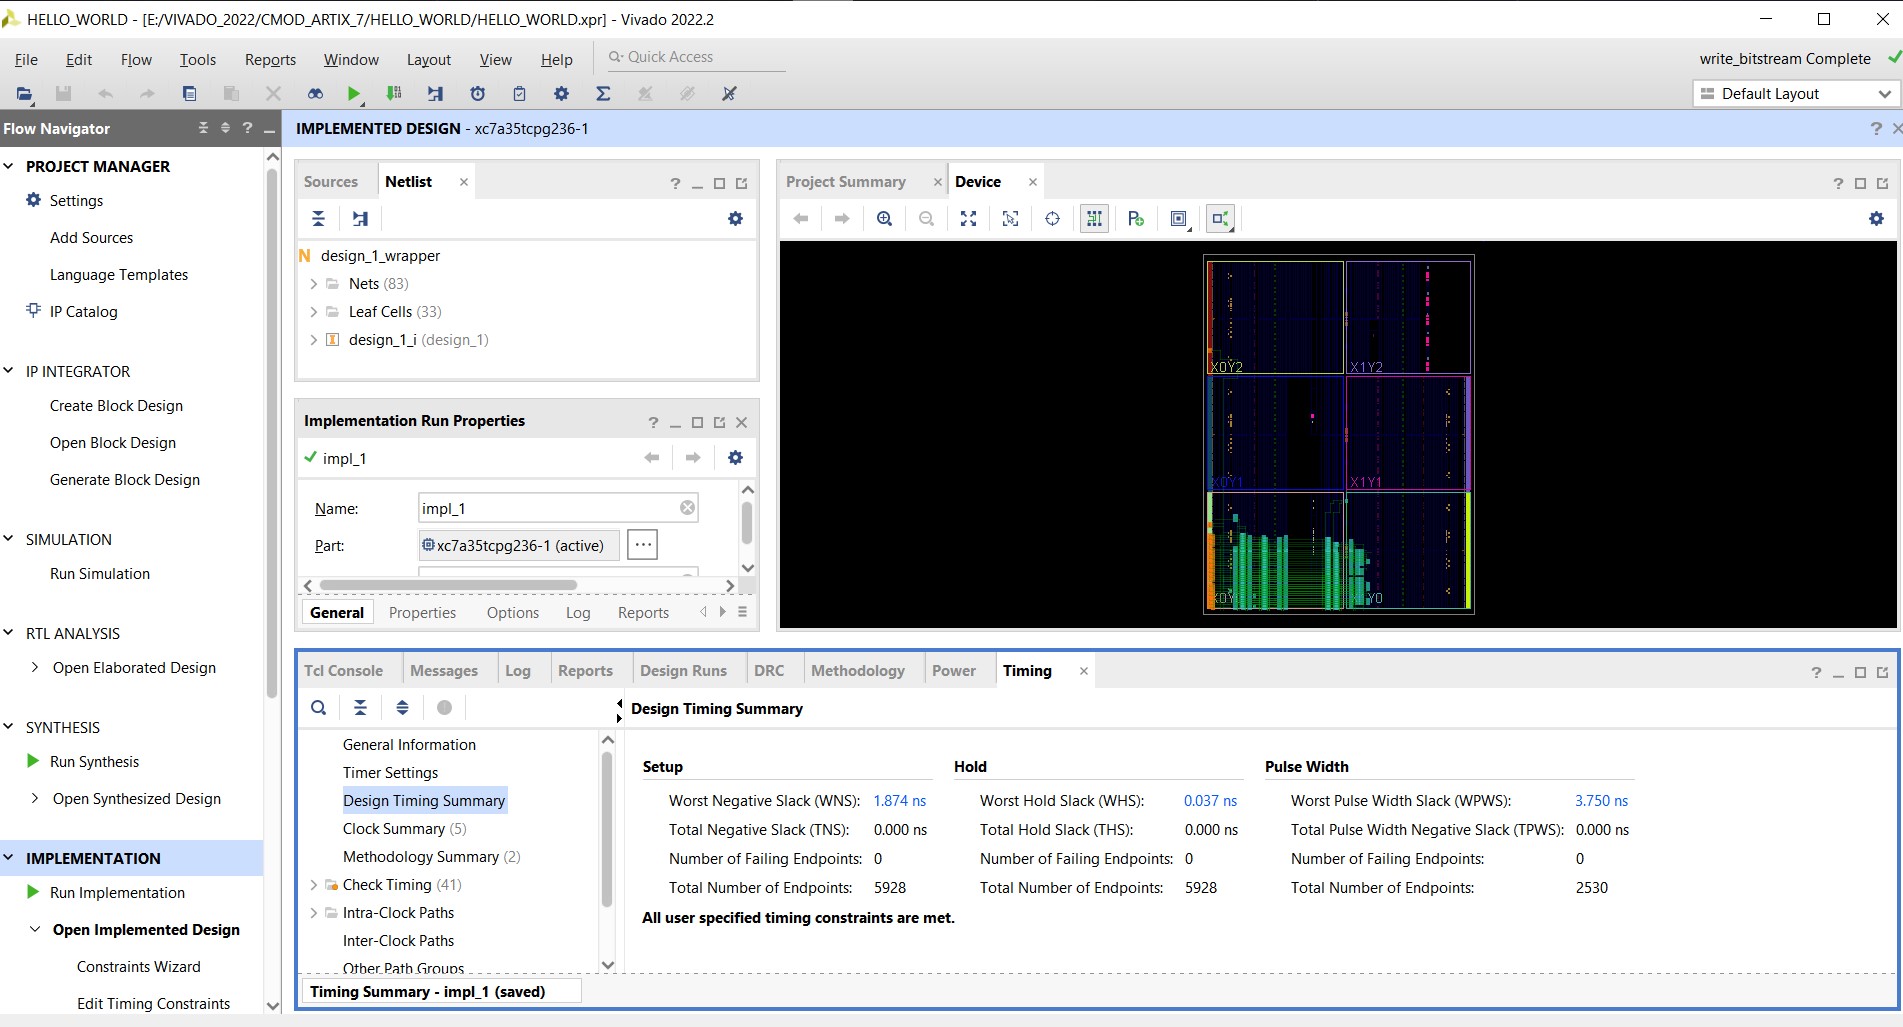 HELLO_WORLD - [E:/VIVADO_2022/CMOD_ARTIX_7/HELLO_WORLD/HELLO_WORLD.xpr] - Vivado 2022.2
File Edit Flow Tools Reports Window Layout View Help Quick Access
write_bitstream Complete
Default Layout
Flow Navigator
PROJECT MANAGER
Settings
Add Sources
Language Templates
IP Catalog
IP INTEGRATOR
Create Block Design
Open Block Design
Generate Block Design
SIMULATION
Run Simulation
RTL ANALYSIS
Open Elaborated Design
SYNTHESIS
Run Synthesis
Open Synthesized Design
IMPLEMENTATION
Run Implementation
Open Implemented Design
Constraints Wizard
Edit Timing Constraints
IMPLEMENTED DESIGN - xc7a35tcpg236-1
Sources Netlist
design_1_wrapper
Nets (83)
Leaf Cells (33)
design_1_i (design_1)
Implementation Run Properties
impl_1
Name: impl_1
Part: xc7a35tcpg236-1 (active)
General Properties Options Log Reports
Project Summary Device
X0Y2 X1Y2
X0Y1 X1Y1
Tcl Console Messages Log Reports Design Runs DRC Methodology Power Timing
General Information
Timer Settings
Design Timing Summary
Clock Summary (5)
Methodology Summary (2)
Check Timing (41)
Intra-Clock Paths
Inter-Clock Paths
Other Path Groups
Design Timing Summary
Setup Hold Pulse Width
Worst Negative Slack (WNS): 1.874 ns Worst Hold Slack (WHS): 0.037 ns Worst Pulse Width Slack (WPWS): 3.750 ns
Total Negative Slack (TNS): 0.000 ns Total Hold Slack (THS): 0.000 ns Total Pulse Width Negative Slack (TPWS): 0.000 ns
Number of Failing Endpoints: 0 Number of Failing Endpoints: 0 Number of Failing Endpoints: 0
Total Number of Endpoints: 5928 Total Number of Endpoints: 5928 Total Number of Endpoints: 2530
All user specified timing constraints are met.
Timing Summary - impl_1 (saved)